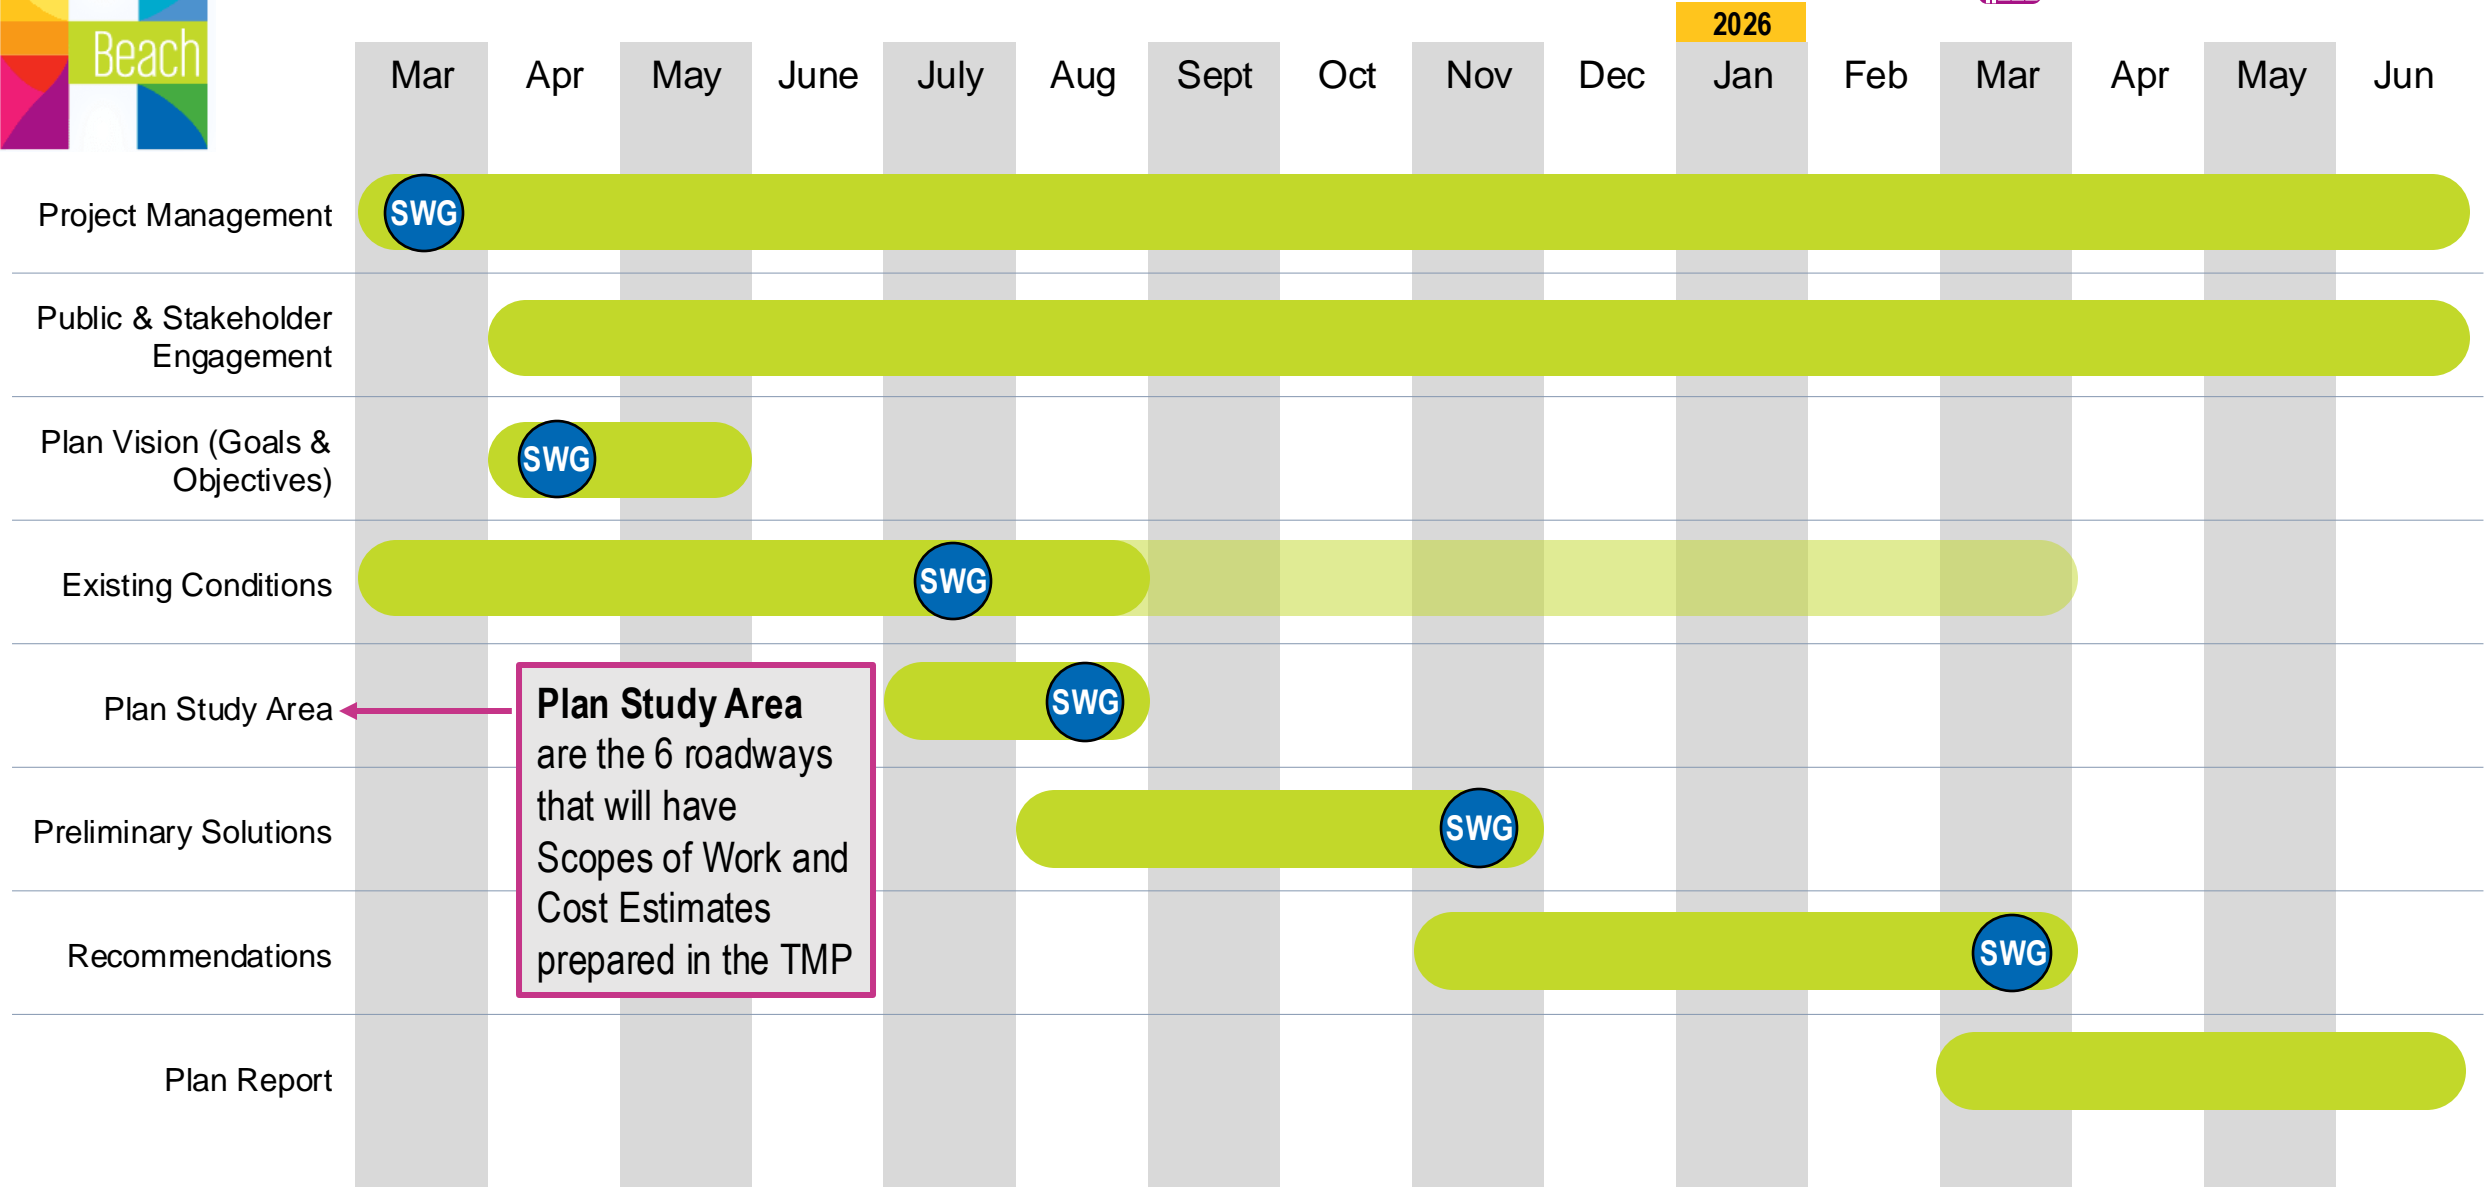 Beach
2026
Mar Apr May June July Aug Sept Oct Nov Dec Jan Feb Mar Apr May Jun
Project Management
SWG
Public & Stakeholder
Engagement
Plan Vision (Goals &
Objectives)
SWG
Existing Conditions
SWG
Plan Study Area
SWG
Plan Study Area
are the 6 roadways
that will have
Scopes of Work and
Cost Estimates
prepared in the TMP
Preliminary Solutions
SWG
Recommendations
SWG
Plan Report